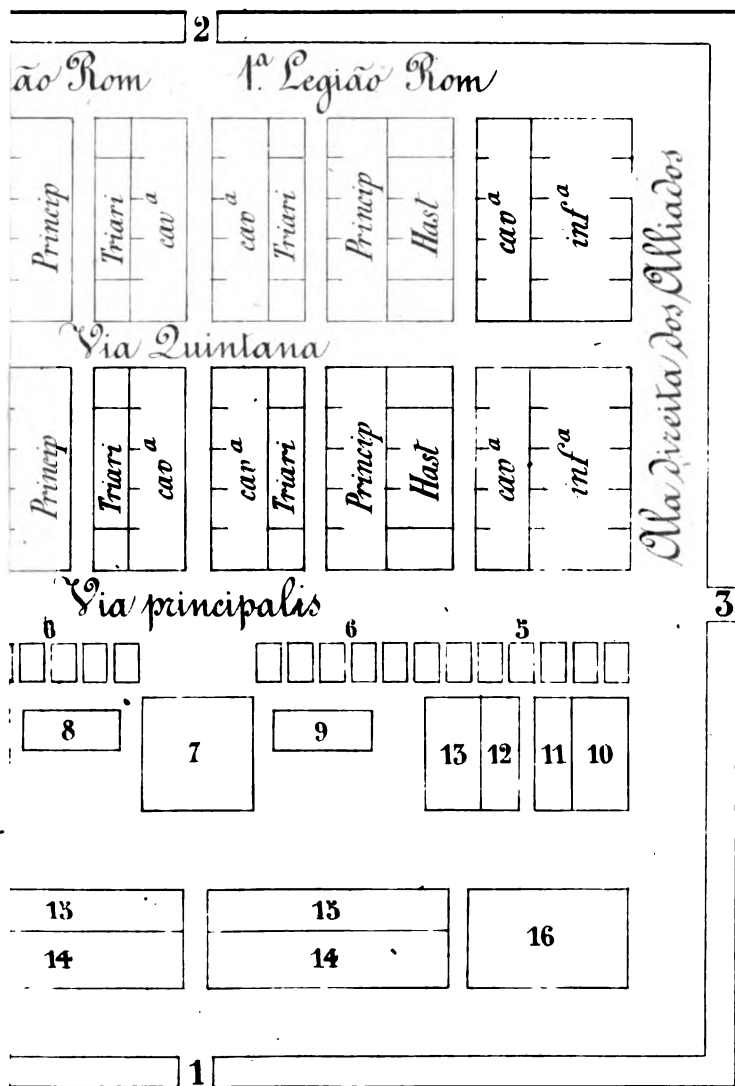 2
ão Rom 1.ª Legião Rom
Princip Triari cavª cavª Triari Princip Hast cavª infª
Alla direita dos Alliados
Via Quintana
Princip Triari cavª cavª Triari Princip Hast cavª infª
Via principalis 3
6 6 5
8 7 9 13 12 11 10
15 15
14 14 16
1